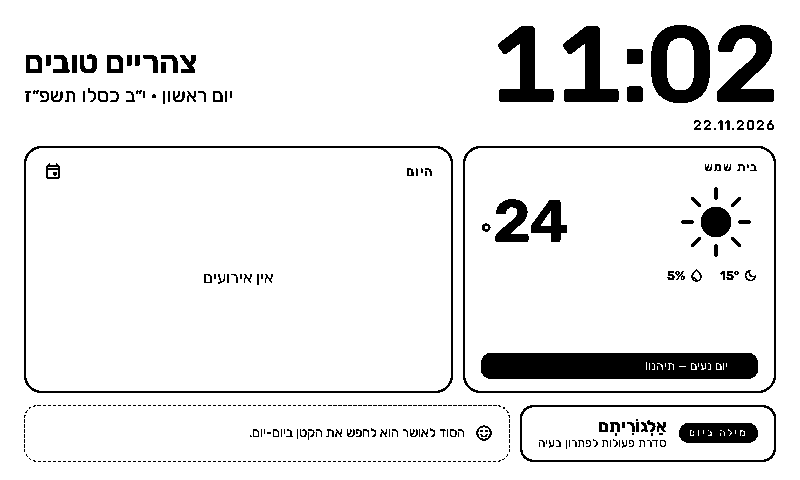 11:02
צהריים טובים
יום ראשון • י״ב כסלו תשפ״ז
22.11.2026
בית שמש
24°
15° 5%
יום נעים – תיהנו!
היום
אין אירועים
מילה ביום
אַלְגוֹרִיתְם
סדרת פעולות לפתרון בעיה
הסוד לאושר הוא לחפש את הקטן ביום-יום.